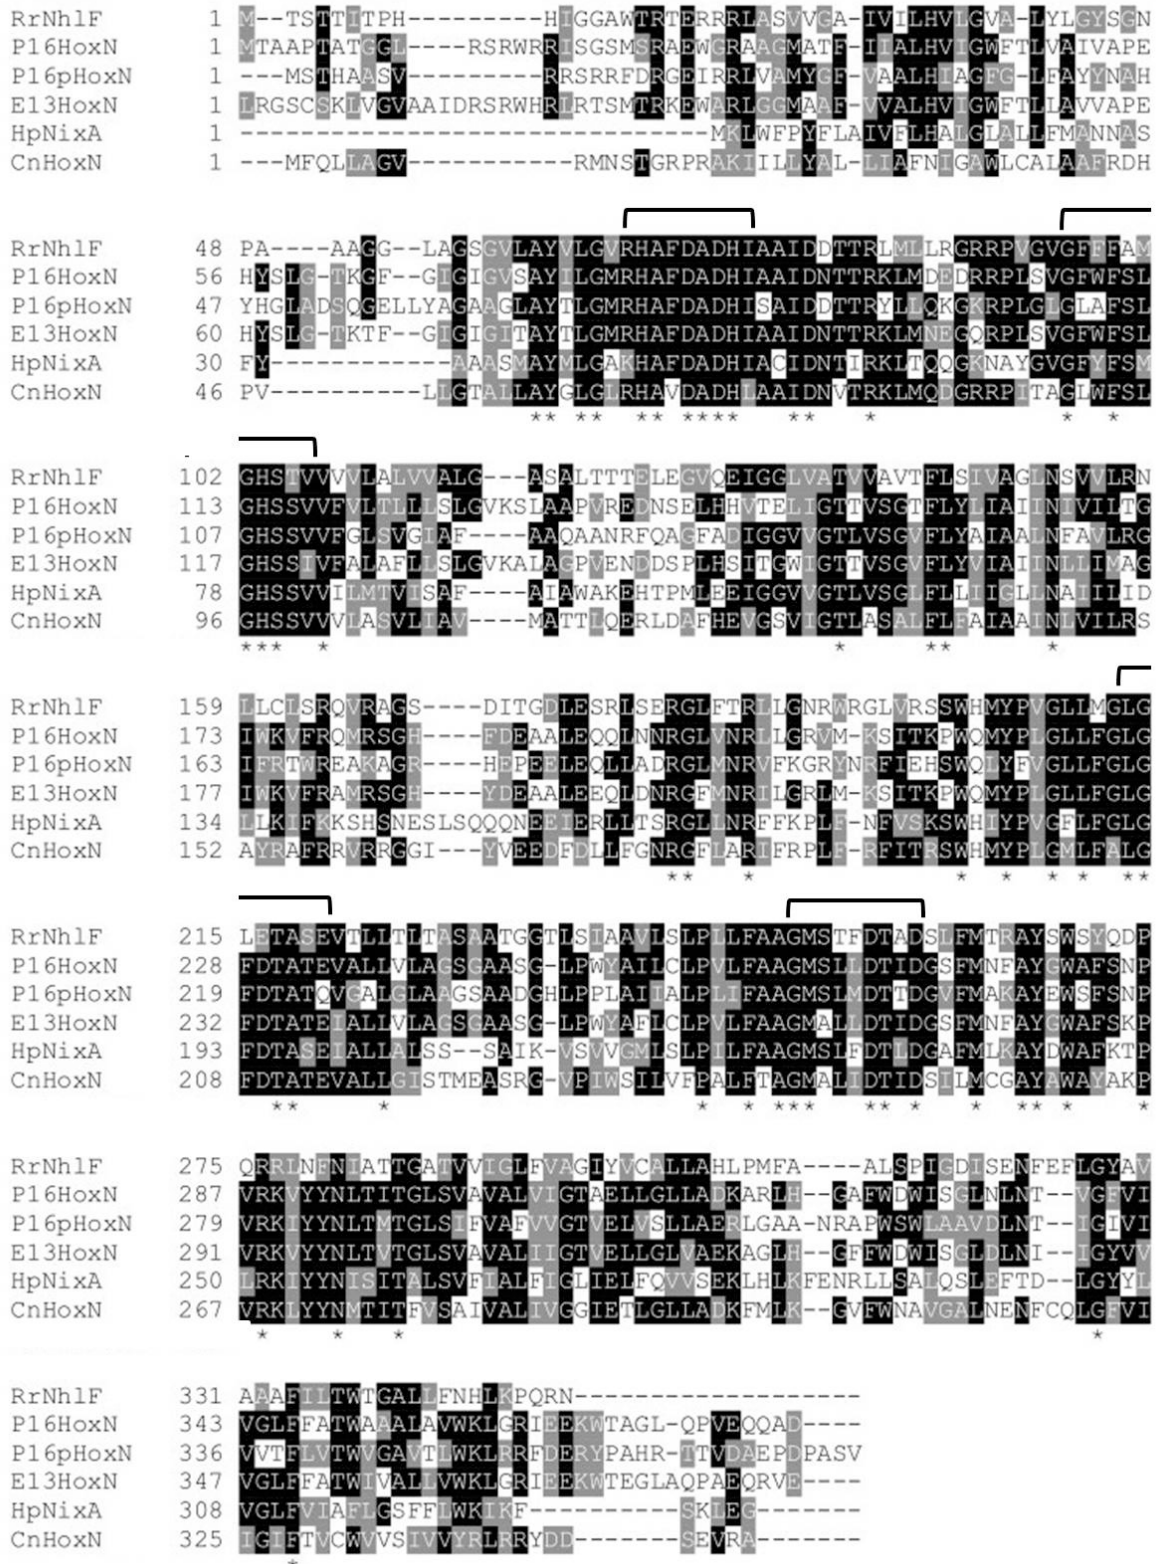 RrNhlF 1 M--TSTTITPH---------HIGGAWTRTERRRLASVVGA-IVILHVLGVA-LYLGYSGN
P16HoxN 1 MTAAPTATGGL----RSRWRRISGSMSRAEWGRAAGMATF-IIALHVIGWFTLVAIVAPE
P16pHoxN 1 ---MSTHAASV---------RRSRRFDRGEIRRLVAMYGF-VAALHIAGFG-LFAYYNAH
E13HoxN 1 LRGSCSKLVGVAAIDRSRWHRLRTSMTRKEWARLGGMAAF-VVALHVIGWFTLLAVVAPE
HpNixA 1 -------------------------------MKLWFPYFLAIVFLHALGLALLFMANNAS
CnHoxN 1 ---MFQLLAGV-----------RMNSTGRPRAKIILLYAL-LIAFNIGAWLCALAAFRDH
RrNhlF 48 PA----AAGG--LAGSGVLAYVLGVRHAFDADHIAAIDDTTRLMLLRGRRPVGVGFFFAM
P16HoxN 56 HYSLG-TKGF--GIGIGVSAYILGMRHAFDADHIAAIDNTTRKLMDEDRRPLSVGFWFSL
P16pHoxN 47 YHGLADSQGELLYAGAAGLAYTLGMRHAFDADHISAIDDTTRYLLQKGKRPLGLGLAFSL
E13HoxN 60 HYSLG-TKTF--GIGIGITAYTLGMRHAFDADHIAAIDNTTRKLMNEGQRPLSVGFWFSL
HpNixA 30 FY------------AAASMAYMLGAKHAFDADHIACIDNTIRKLTQQGKNAYGVGFYFSM
CnHoxN 46 PV----------LLGTALLAYGLGLRHAVDADHLAAIDNVTRKLMQDGRRPITAGLWFSL
** ** ** **** ** * * *
RrNhlF 102 GHSTVVVVLALVVALG---ASALTTTELEGVQEIGGLVATVVAVTFLSIVAGLNSVVLRN
P16HoxN 113 GHSSVVFVLTLLLSLGVKSLAAPVREDNSELHHVTELIGTTVSGTFLYLIAIINIVILTG
P16pHoxN 107 GHSSVVFGLSVGIAF----AAQAANRFQAGFADIGGVVGTLVSGVFLYAIAALNFAVLRG
E13HoxN 117 GHSSIVFALAFLLSLGVKALAGPVENDDSPLHSITGWIGTTVSGVFLYVIAIINLLIMAG
HpNixA 78 GHSSVVILMTVISAF----AIAWAKEHTPMLEEIGGVVGTLVSGLFLLIIGLLNAIILID
CnHoxN 96 GHSSVVVLASVLIAV----MATTLQERLDAFHEVGSVIGTLASALFLFAIAAINLVILRS
*** * * ** *
RrNhlF 159 LLCLSRQVRAGS----DITGDLESRLSERGLFTRLLGNRWRGLVRSSWHMYPVGLLMGLG
P16HoxN 173 IWKVFRQMRSGH----FDEAALEQQLNNRGLVNRLLGRVM-KSITKPWQMYPLGLLFGLG
P16pHoxN 163 IFRTWREAKAGR----HEPEELEQLLADRGLMNRVFKGRYNRFIEHSWQLYFVGLLFGLG
E13HoxN 177 IWKVFRAMRSGH----YDEAALEEQLDNRGFMNRILGRLM-KSITKPWQMYPLGLLFGLG
HpNixA 134 LLKIFKKSHSNESLSQQQNEEIERLLTSRGLLNRFFKPLF-NFVSKSWHIYPVGFLFGLG
CnHoxN 152 AYRAFRRVRRGGI---YVEEDFDLLFGNRGFLARIFRPLF-RFITRSWHMYPLGMLFALG
** * * * * * **
RrNhlF 215 LETASEVTLLTLTASAATGGTLSIAAVLSLPLLFAAGMSTFDTADSLFMTRAYSWSYQDP
P16HoxN 228 FDTATEVALLVLAGSGAASG-LPWYAILCLPVLFAAGMSLLDTIDGSFMNFAYGWAFSNP
P16pHoxN 219 FDTATQVGALGLAAGSAADGHLPPLAIIALPLIFAAGMSLMDTTDGVFMAKAYEWSFSNP
E13HoxN 232 FDTATEIALLVLAGSGAASG-LPWYAFLCLPVLFAAGMALLDTIDGSFMNFAYGWAFSKP
HpNixA 193 FDTASEIALLALSS--SAIK-VSVVGMLSLPILFAAGMSLFDTLDGAFMLKAYDWAFKTP
CnHoxN 208 FDTATEVALLGISTMEASRG-VPIWSILVFPALFTAGMALIDTIDSILMCGAYAWAYAKP
** * * * *** ** * * ** * *
RrNhlF 275 QRRLNFNIATTGATVVIGLFVAGIYVCALLAHLPMFA----ALSPIGDISENFEFLGYAV
P16HoxN 287 VRKVYYNLTITGLSVAVALVIGTAELLGLLADKARLH--GAFWDWISGLNLNT--VGFVI
P16pHoxN 279 VRKIYYNLTMTGLSIFVAFVVGTVELVSLLAERLGAA-NRAPWSWLAAVDLNT--IGIVI
E13HoxN 291 VRKVYYNLTVTGLSVAVALIIGTVELLGLVAEKAGLH--GFFWDWISGLDLNI--IGYVV
HpNixA 250 LRKIYYNISITALSVFIALFIGLIELFQVVSEKLHLKFENRLLSALQSLEFTD--LGYYL
CnHoxN 267 VRKLYYNMTITFVSAIVALIVGGIETLGLLADKFMLK--GVFWNAVGALNENFCQLGFVI
* * * *
RrNhlF 331 AAAFILTWTGALLFNHLKPQRN-------------------
P16HoxN 343 VGLFFATWAAALAVWKLGRIEEKWTAGL-QPVEQQAD----
P16pHoxN 336 VVTFLVTWVGAVTLWKLRRFDERYPAHR-TTVDAEPDPASV
E13HoxN 347 VGLFFATWIVALLVWKLGRIEEKWTEGLAQPAEQRVE----
HpNixA 308 VGLFVIAFLGSFFLWKIKF----------SKLEG-------
CnHoxN 325 IGIFTVCWVVSIVVYRLRRYDD-------SEVRA-------
*